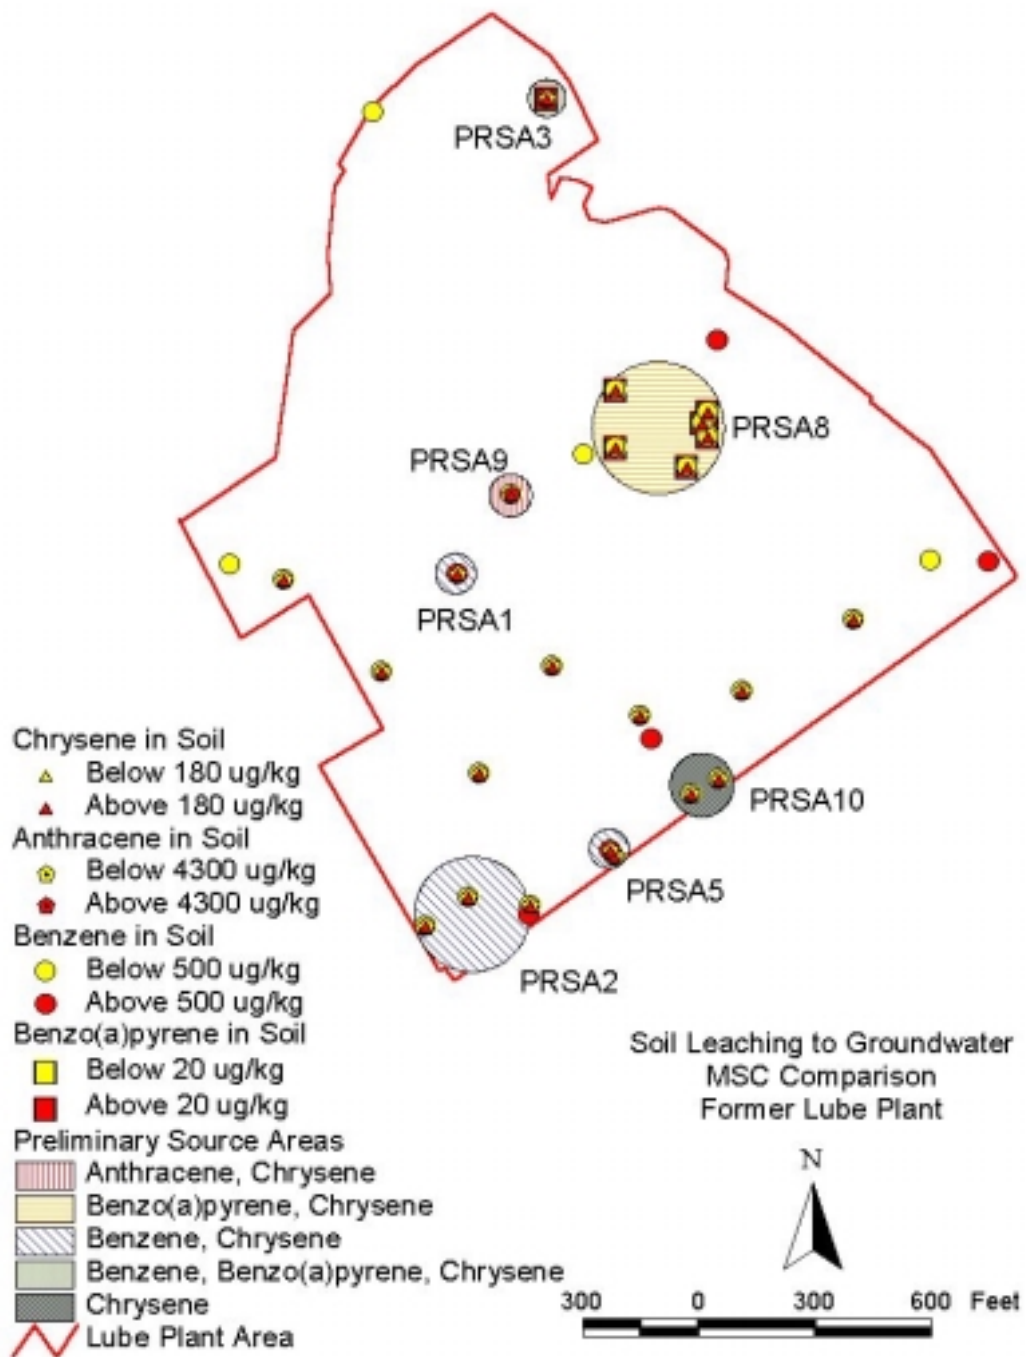 PRSA3
PRSA8
PRSA9
PRSA1
PRSA10
PRSA5
PRSA2
Chrysene in Soil
Below 180 ug/kg
Above 180 ug/kg
Anthracene in Soil
Below 4300 ug/kg
Above 4300 ug/kg
Benzene in Soil
Below 500 ug/kg
Above 500 ug/kg
Benzo(a)pyrene in Soil
Below 20 ug/kg
Above 20 ug/kg
Preliminary Source Areas
Anthracene, Chrysene
Benzo(a)pyrene, Chrysene
Benzene, Chrysene
Benzene, Benzo(a)pyrene, Chrysene
Chrysene
Lube Plant Area
Soil Leaching to Groundwater
MSC Comparison
Former Lube Plant
N
300 0 300 600 Feet